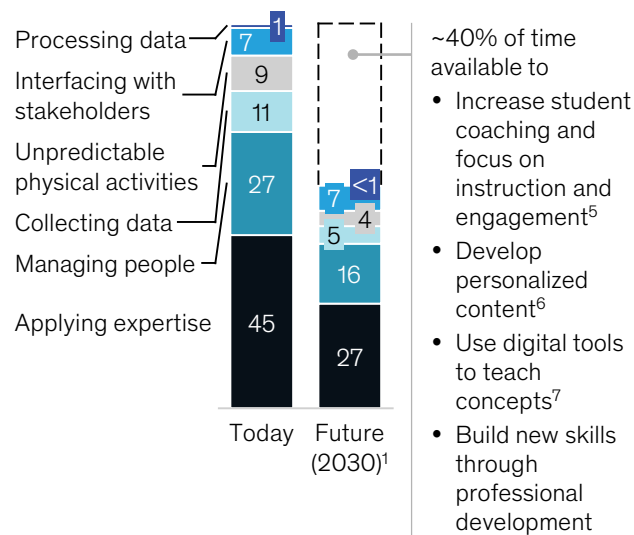 Processing data
Interfacing with
stakeholders
Unpredictable
physical activities
Collecting data
Managing people
Applying expertise
1
7
9
11
27
45
Today
<1
7
4
5
16
27
Future
(2030)¹
~40% of time
available to
• Increase student
coaching and
focus on
instruction and
engagement⁵
• Develop
personalized
content⁶
• Use digital tools
to teach
concepts⁷
• Build new skills
through
professional
development